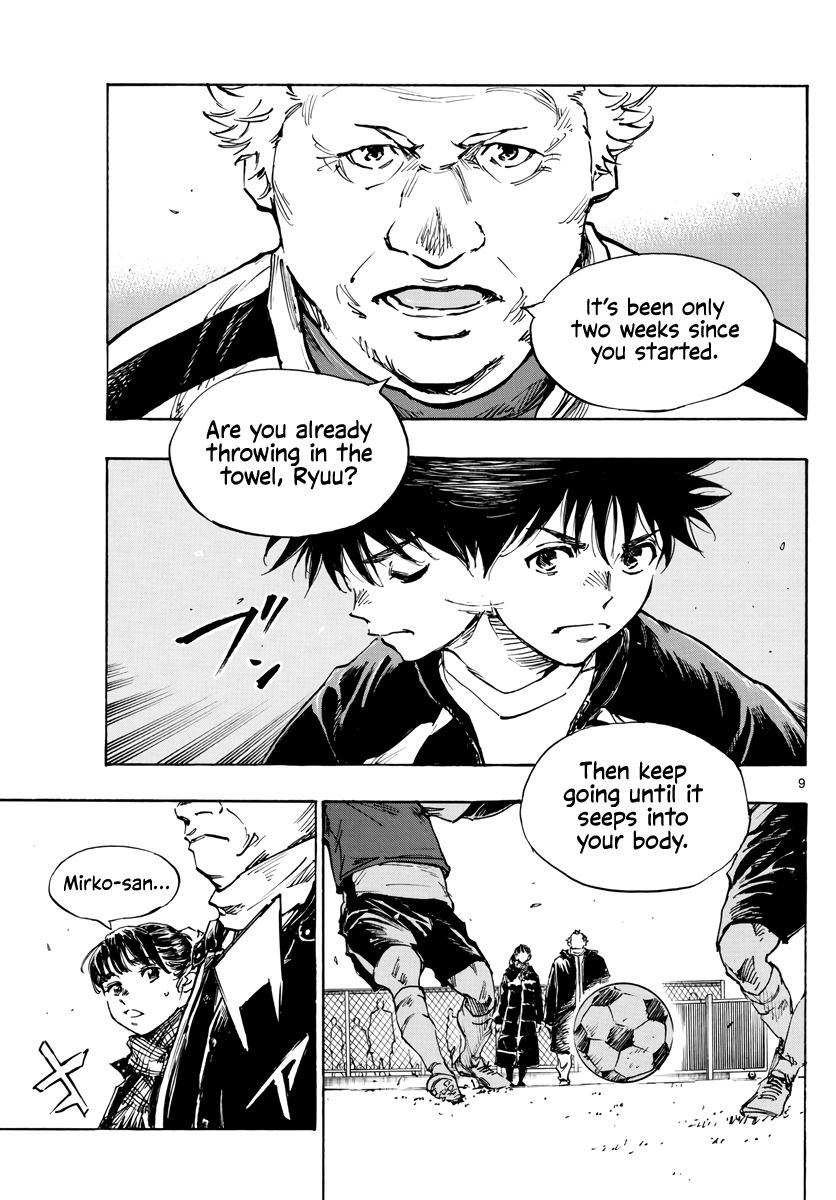 It's been only
two weeks since
you started.
Are you already
throwing in the
towel, Ryuu?
ブン
Then keep
going until it
seeps into
your body.
9
Mirko-san...